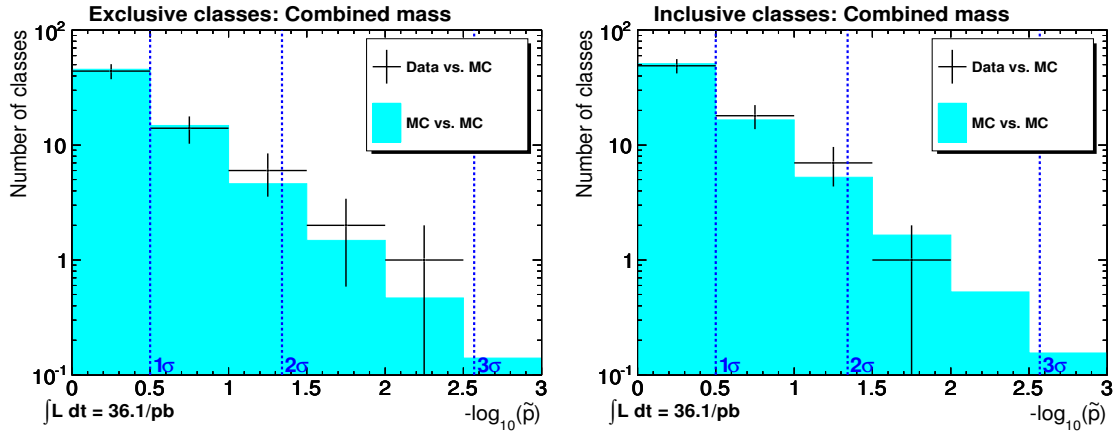 Exclusive classes: Combined mass
Number of classes
10²
10
1
10⁻¹
Data vs. MC
MC vs. MC
1σ
2σ
3σ
0 0.5 1 1.5 2 2.5 3
∫L dt = 36.1/pb
-log₁₀(p̃)
Inclusive classes: Combined mass
Number of classes
10²
10
1
10⁻¹
Data vs. MC
MC vs. MC
1σ
2σ
3σ
0 0.5 1 1.5 2 2.5 3
∫L dt = 36.1/pb
-log₁₀(p̃)